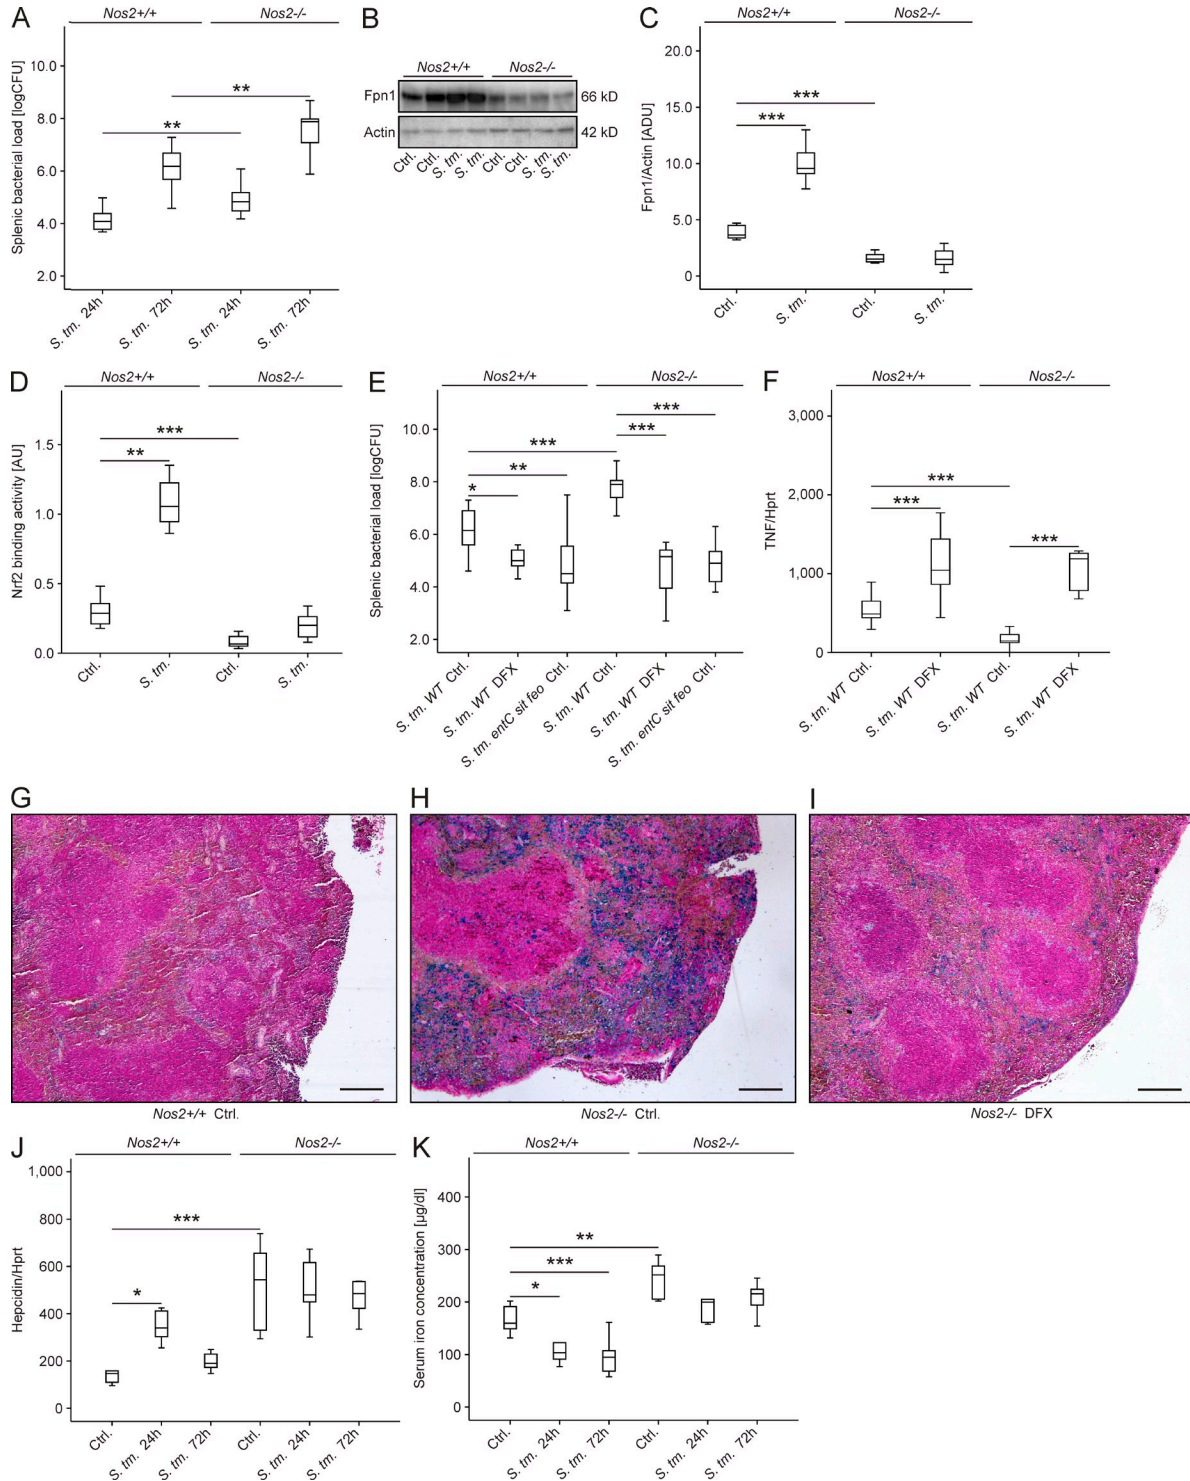 A
Nos2+/+ Nos2-/-
Splenic bacterial load [logCFU]
10.0
8.0
6.0
4.0
2.0
** **
S. tm. 24h S. tm. 72h S. tm. 24h S. tm. 72h
B
Nos2+/+ Nos2-/-
Fpn1 66 kD
Actin 42 kD
Ctrl. Ctrl. S. tm. S. tm. Ctrl. Ctrl. S. tm. S. tm.
C
Nos2+/+ Nos2-/-
Fpn1/Actin [ADU]
20.0
15.0
10.0
5.0
0
***
***
Ctrl. S. tm. Ctrl. S. tm.
D
Nos2+/+ Nos2-/-
Nrf2 binding activity [AU]
1.5
1.0
0.5
0.0
***
**
Ctrl. S. tm. Ctrl. S. tm.
E
Nos2+/+ Nos2-/-
Splenic bacterial load [logCFU]
10.0
8.0
6.0
4.0
2.0
***
***
***
**
*
S. tm. WT Ctrl. S. tm. WT DFX S. tm. entC sit feo Ctrl. S. tm. WT Ctrl. S. tm. WT DFX S. tm. entC sit feo Ctrl.
F
Nos2+/+ Nos2-/-
TNF/Hprt
3,000
2,000
1,000
0
***
***
***
S. tm. WT Ctrl. S. tm. WT DFX S. tm. WT Ctrl. S. tm. WT DFX
G
Nos2+/+ Ctrl.
H
Nos2-/- Ctrl.
I
Nos2-/- DFX
J
Nos2+/+ Nos2-/-
Hepcidin/Hprt
1,000
800
600
400
200
0
***
*
Ctrl. S. tm. 24h S. tm. 72h Ctrl. S. tm. 24h S. tm. 72h
K
Nos2+/+ Nos2-/-
Serum iron concentration [µg/dl]
400
300
200
100
0
**
***
*
Ctrl. S. tm. 24h S. tm. 72h Ctrl. S. tm. 24h S. tm. 72h